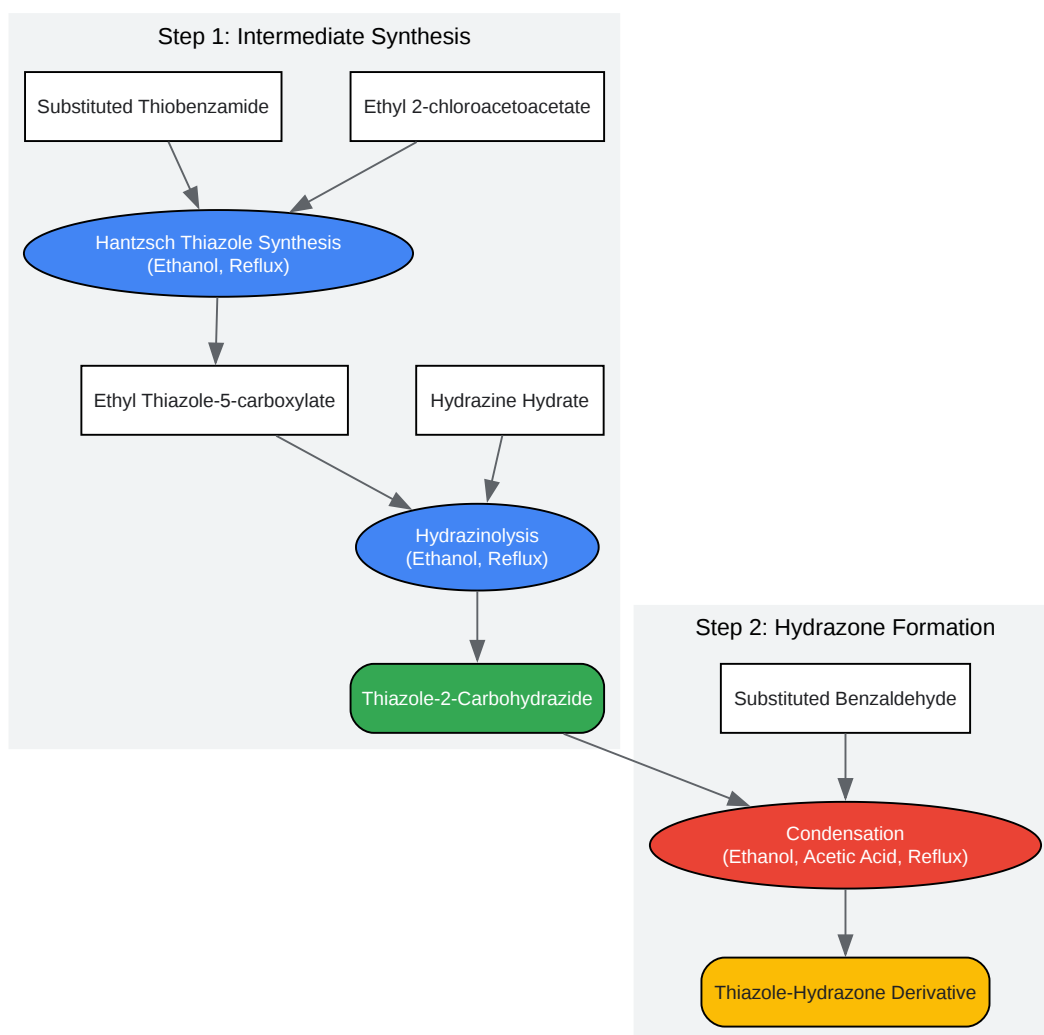 Step 1: Intermediate Synthesis
Substituted Thiobenzamide
Ethyl 2-chloroacetoacetate
Hantzsch Thiazole Synthesis
(Ethanol, Reflux)
Ethyl Thiazole-5-carboxylate
Hydrazine Hydrate
Hydrazinolysis
(Ethanol, Reflux)
Thiazole-2-Carbohydrazide
Step 2: Hydrazone Formation
Substituted Benzaldehyde
Condensation
(Ethanol, Acetic Acid, Reflux)
Thiazole-Hydrazone Derivative